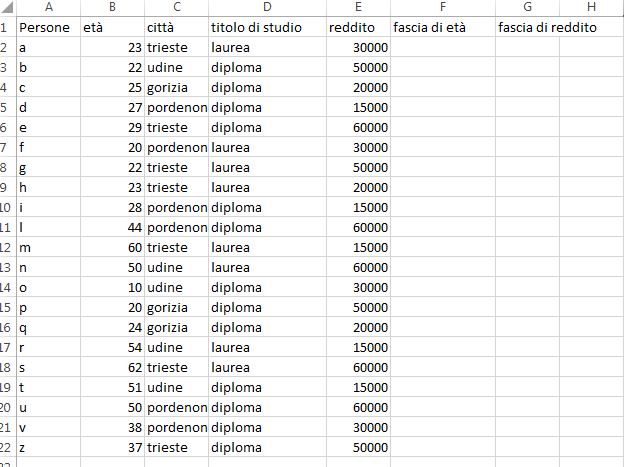 A B C D E F G H
1 Persone età città titolo di studio reddito fascia di età fascia di reddito
2 a 23 trieste laurea 30000
3 b 22 udine diploma 50000
4 c 25 gorizia diploma 20000
5 d 27 pordenon diploma 15000
6 e 29 trieste diploma 60000
7 f 20 pordenon laurea 30000
8 g 22 trieste laurea 50000
9 h 23 trieste laurea 20000
10 i 28 pordenon diploma 15000
11 l 44 pordenon diploma 60000
12 m 60 trieste laurea 15000
13 n 50 udine laurea 60000
14 o 10 udine diploma 30000
15 p 20 gorizia diploma 50000
16 q 24 gorizia diploma 20000
17 r 54 udine laurea 15000
18 s 62 trieste laurea 60000
19 t 51 udine diploma 15000
20 u 50 pordenon diploma 60000
21 v 38 pordenon diploma 30000
22 z 37 trieste diploma 50000